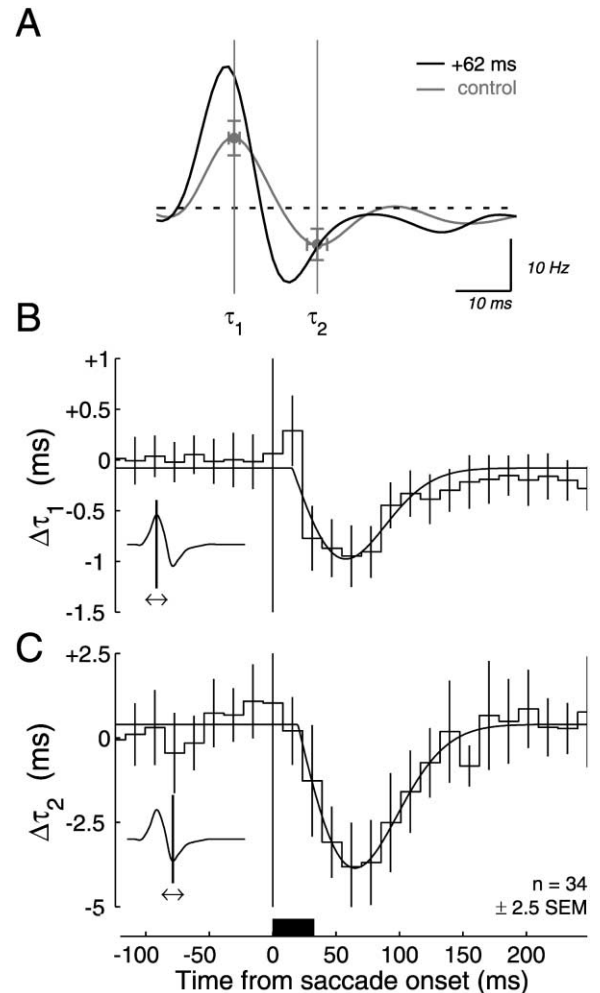 A
+62 ms
control
10 Hz
10 ms
τ1 τ2
B
+1
+0.5
0
-0.5
-1
-1.5
Δτ1 (ms)
C
+2.5
0
-2.5
-5
Δτ2 (ms)
n = 34
± 2.5 SEM
-100 -50 0 50 100 150 200
Time from saccade onset (ms)